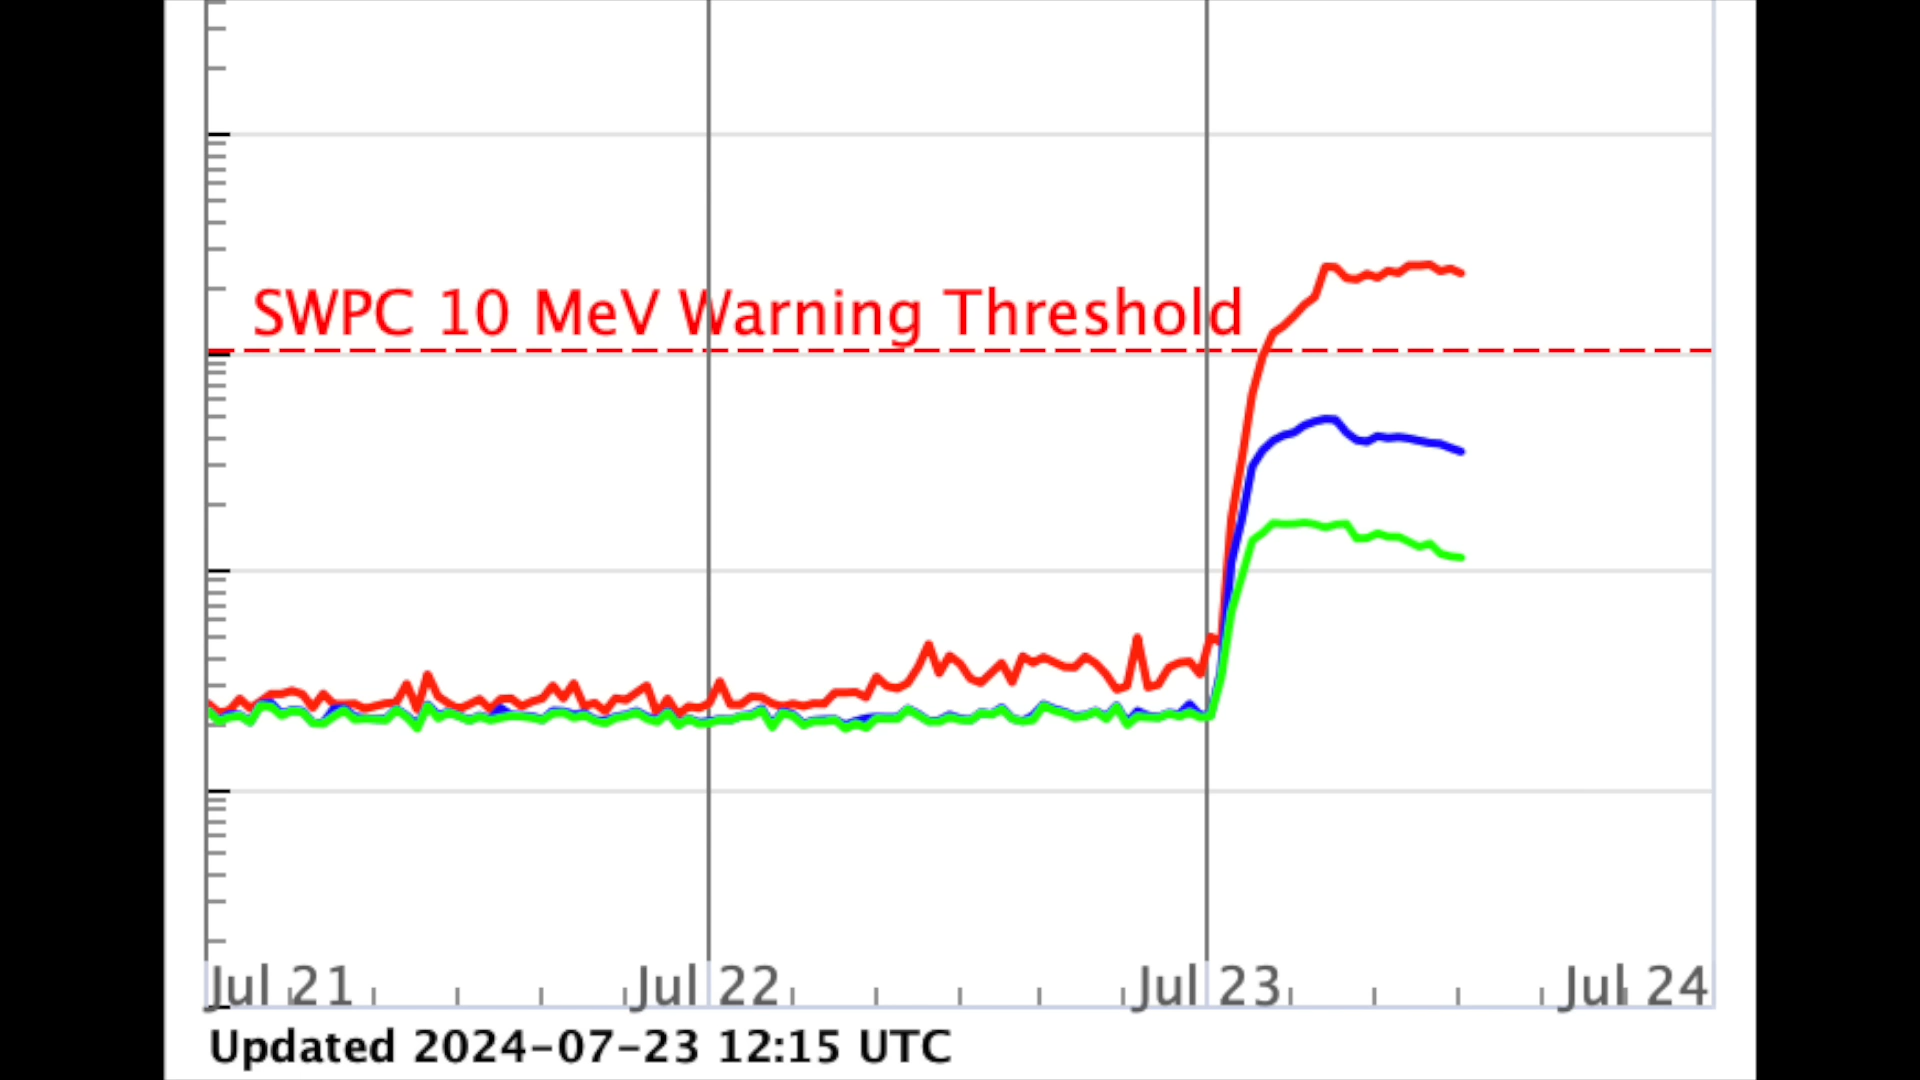 SWPC 10 MeV Warning Threshold
Jul 21 Jul 22 Jul 23 Jul 24
Updated 2024-07-23 12:15 UTC